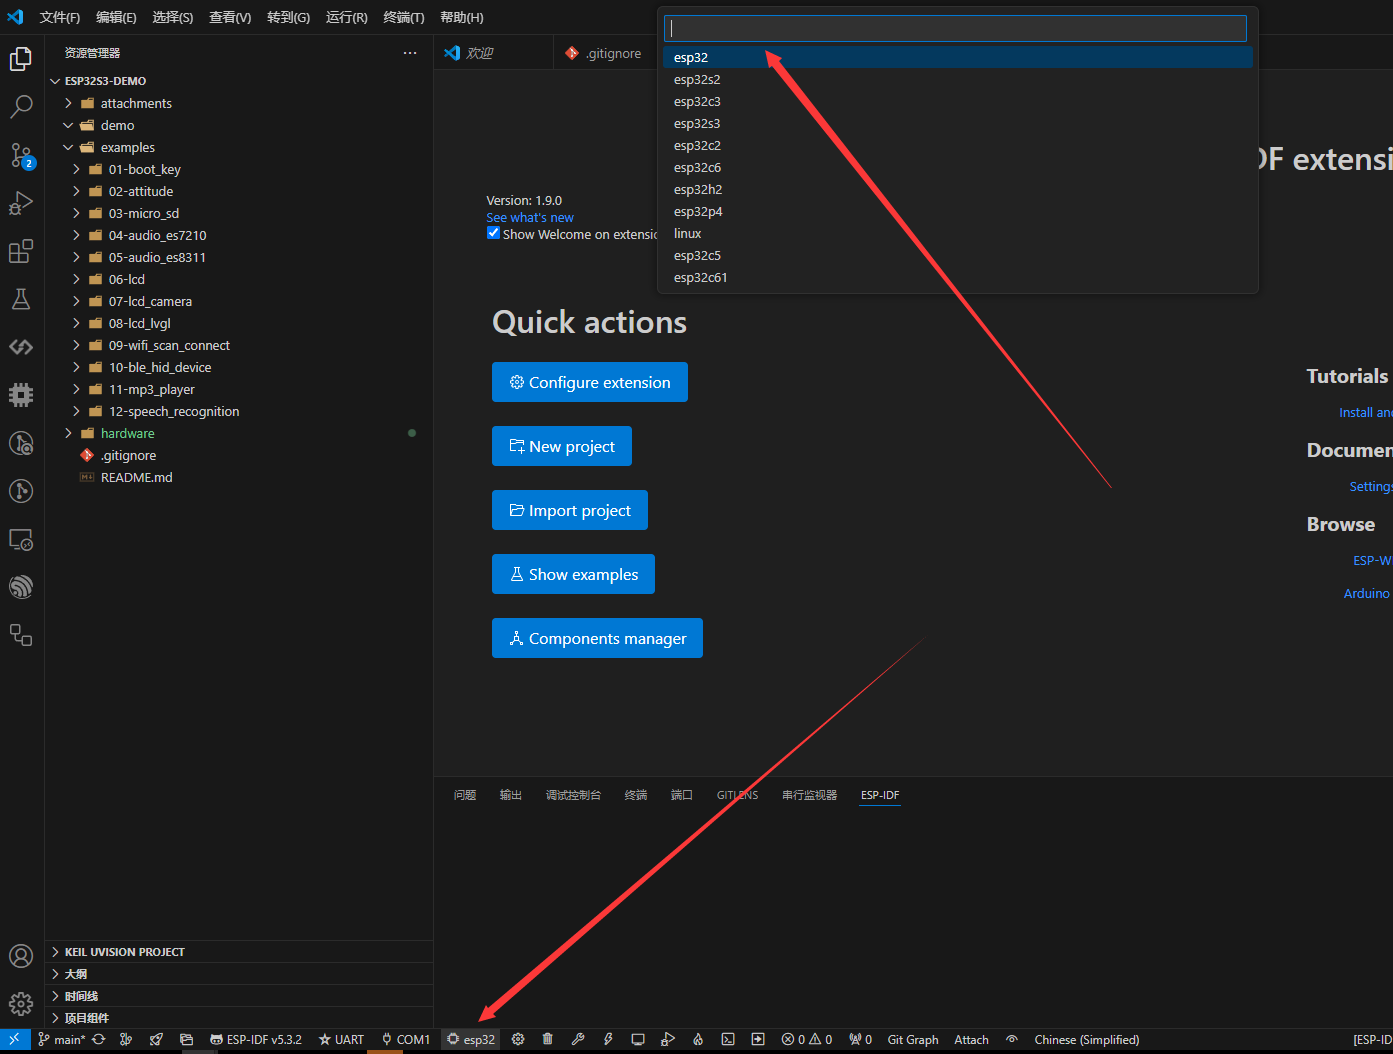 文件(F) 编辑(E) 选择(S) 查看(V) 转到(G) 运行(R) 终端(T) 帮助(H)
资源管理器
ESP32S3-DEMO
attachments
demo
examples
01-boot_key
02-attitude
03-micro_sd
04-audio_es7210
05-audio_es8311
06-lcd
07-lcd_camera
08-lcd_lvgl
09-wifi_scan_connect
10-ble_hid_device
11-mp3_player
12-speech_recognition
hardware
.gitignore
README.md
2
KEIL UVISION PROJECT
大纲
时间线
项目组件
欢迎 .gitignore
esp32
esp32s2
esp32c3
esp32s3
esp32c2
esp32c6
esp32h2
esp32p4
linux
esp32c5
esp32c61
DF extensi
Version: 1.9.0
See what's new
Show Welcome on extensio
Quick actions
Configure extension
New project
Import project
Show examples
Components manager
Tutorials
Install and
Documen
Settings
Browse
ESP-W
Arduino
问题 输出 调试控制台 终端 端口 GITLENS 串行监视器 ESP-IDF
main* ESP-IDF v5.3.2 UART COM1 esp32 0 0 0 Git Graph Attach Chinese (Simplified) [ESP-ID